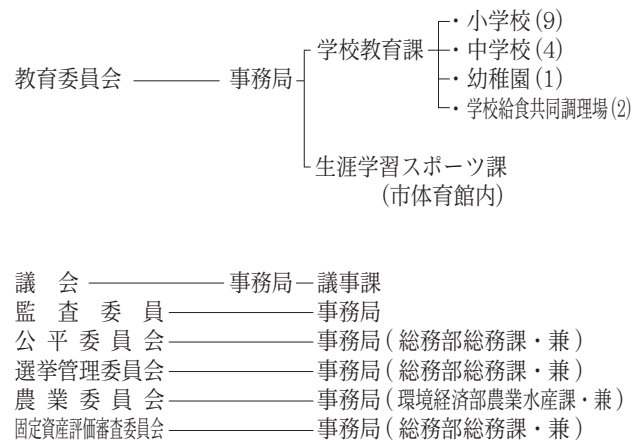 ・小学校(9)
学校教育課
・中学校(4)
教育委員会 事務局
・幼稚園(1)
・学校給食共同調理場(2)
生涯学習スポーツ課
(市体育館内)
議会 事務局 議事課
監査委員 事務局
公平委員会 事務局(総務部総務課・兼)
選挙管理委員会 事務局(総務部総務課・兼)
農業委員会 事務局(環境経済部農業水産課・兼)
固定資産評価審査委員会 事務局(総務部総務課・兼)